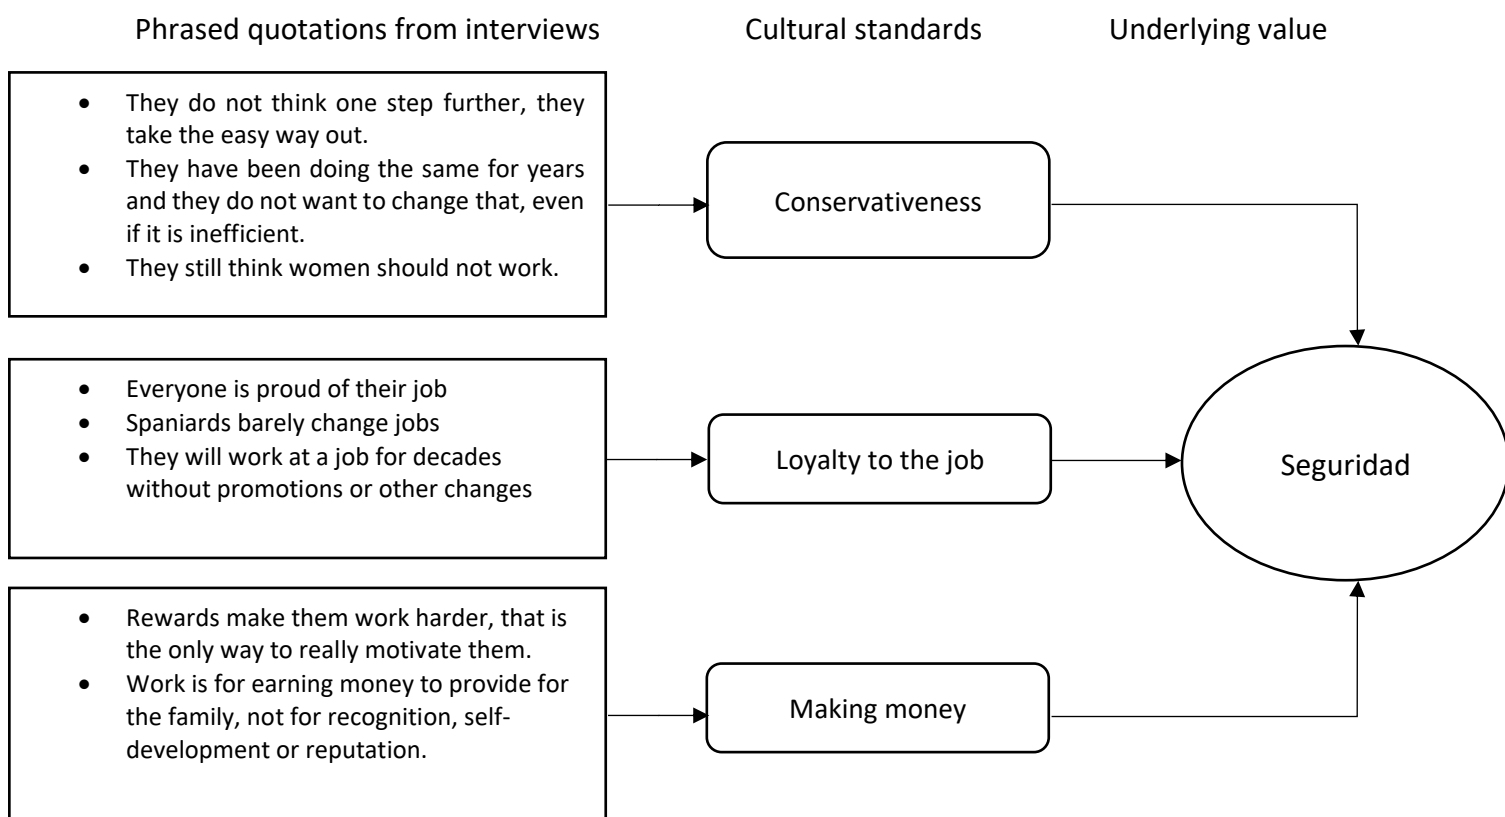 Phrased quotations from interviews
Cultural standards
Underlying value
• They do not think one step further, they
take the easy way out.
• They have been doing the same for years
and they do not want to change that, even
if it is inefficient.
• They still think women should not work.
Conservativeness
• Everyone is proud of their job
• Spaniards barely change jobs
• They will work at a job for decades
without promotions or other changes
Loyalty to the job
Seguridad
• Rewards make them work harder, that is
the only way to really motivate them.
• Work is for earning money to provide for
the family, not for recognition, self-
development or reputation.
Making money